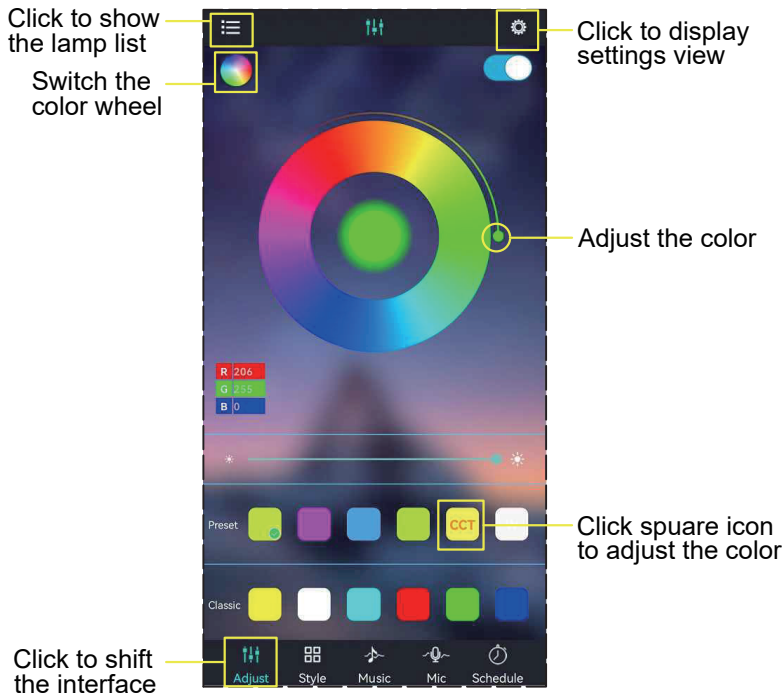 Click to show
the lamp list
Click to display
settings view
Switch the
color wheel
Adjust the color
R 206
G 255
B 0
Preset
CCT
Click spuare icon
to adjust the color
Classic
Click to shift
the interface
Adjust Style Music Mic Schedule